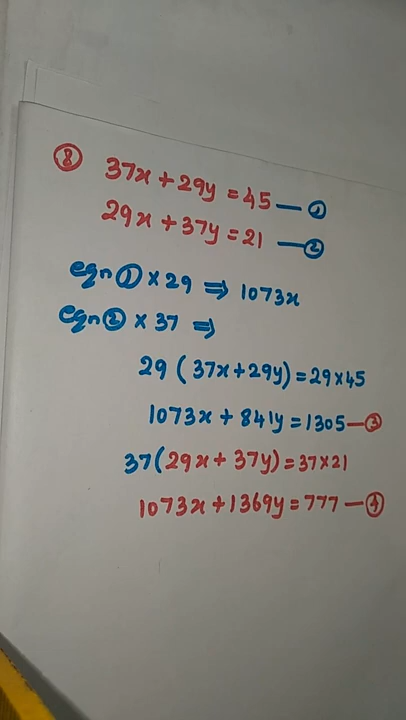 ⑧ 37x + 29y = 45 — ①
29x + 37y = 21 — ②
eqn ① × 29 ⇒ 1073x
eqn ② × 37 ⇒
29 ( 37x + 29y) = 29 × 45
1073x + 841y = 1305 — ③
37 ( 29x + 37y) = 37 × 21
1073x + 1369y = 777 — ④